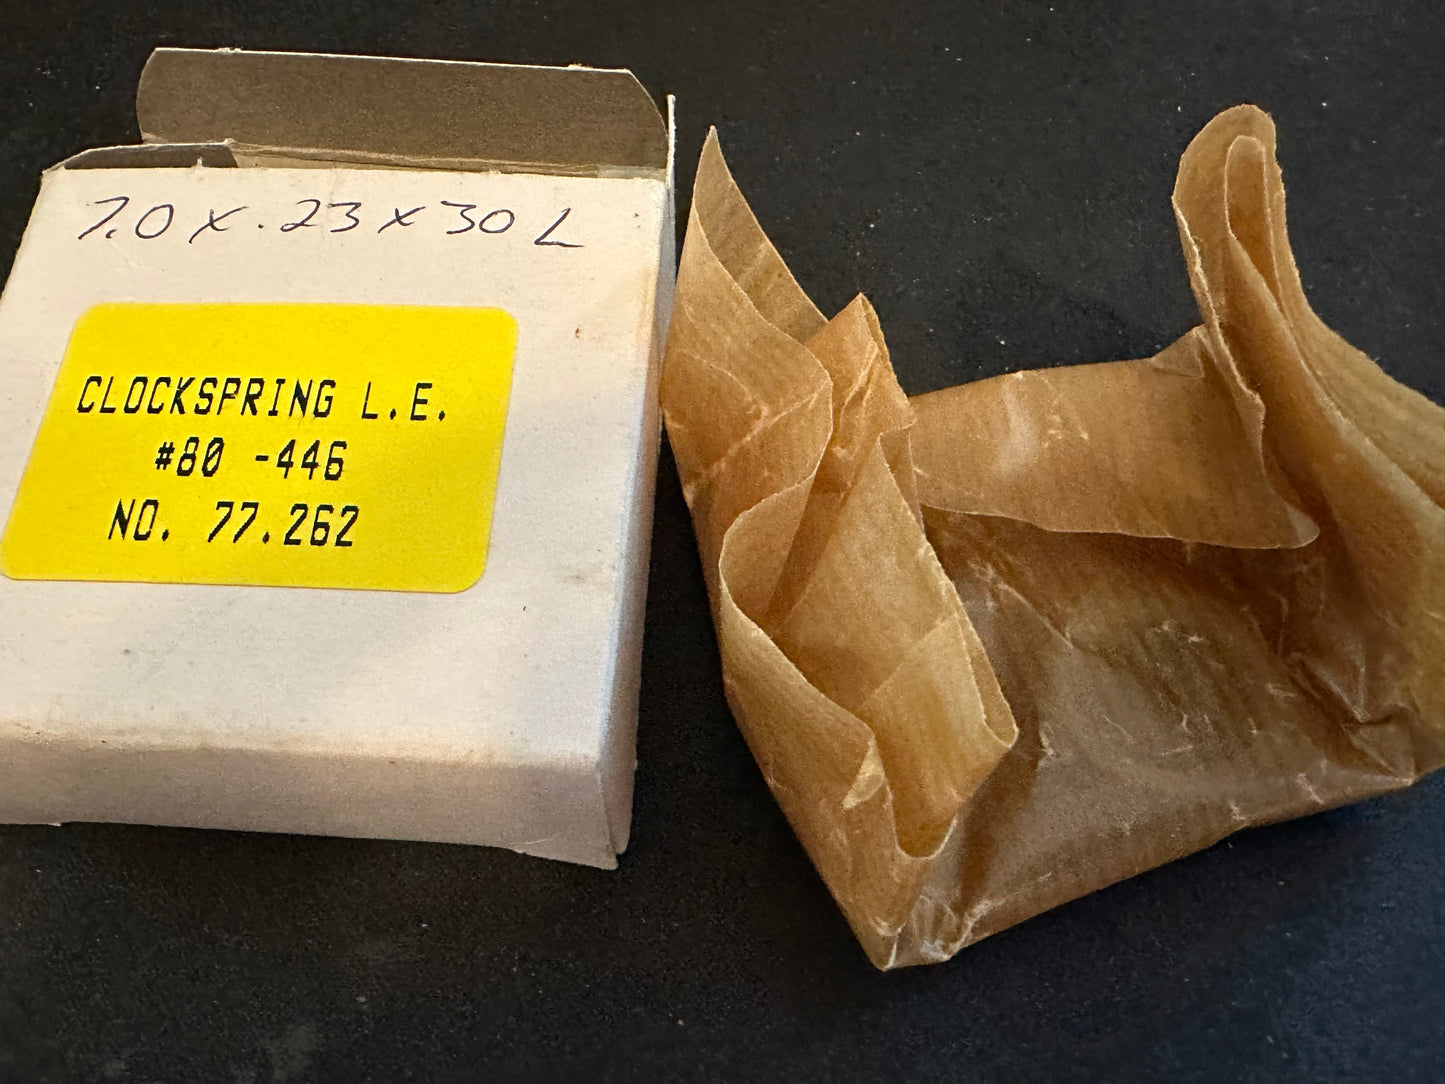 7.0 X .23 X 30 L
CLOCKSPRING L.E.
#80 -446
NO. 77.262